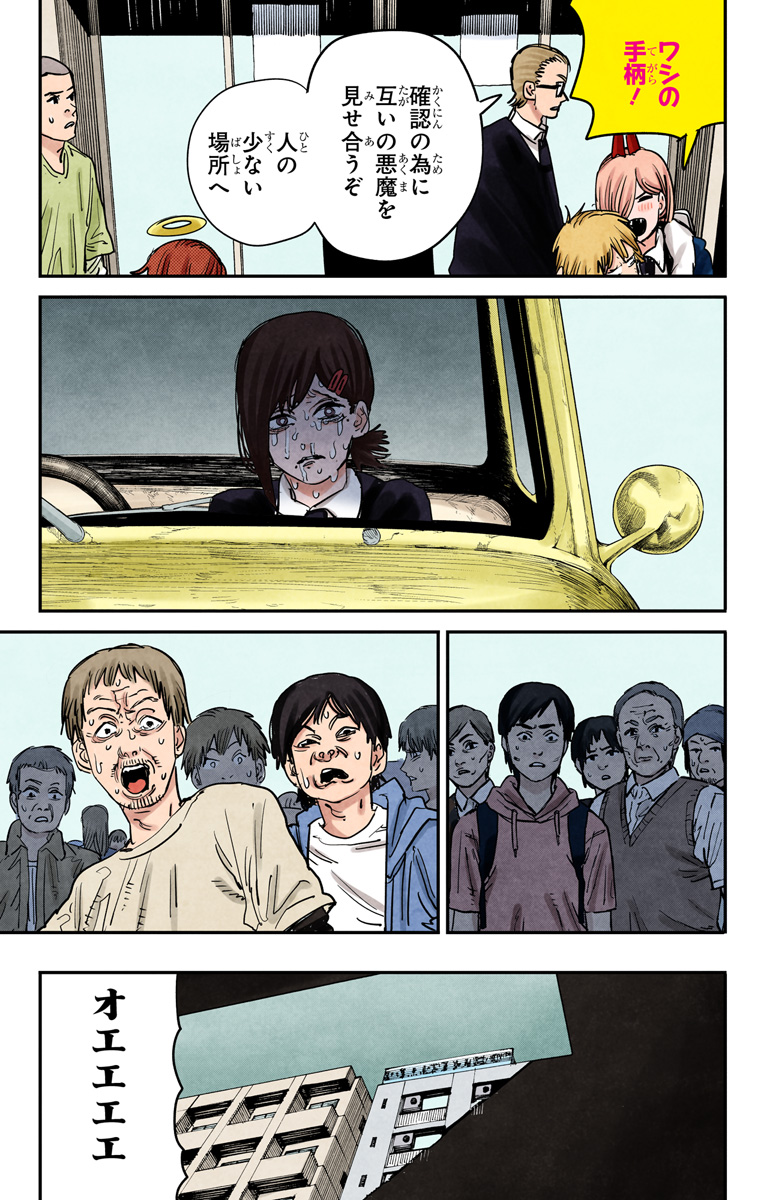 ワシの
手柄！
確認の為に
互いの悪魔を
見せ合うぞ
人の
少ない
場所へ
オエエエエ